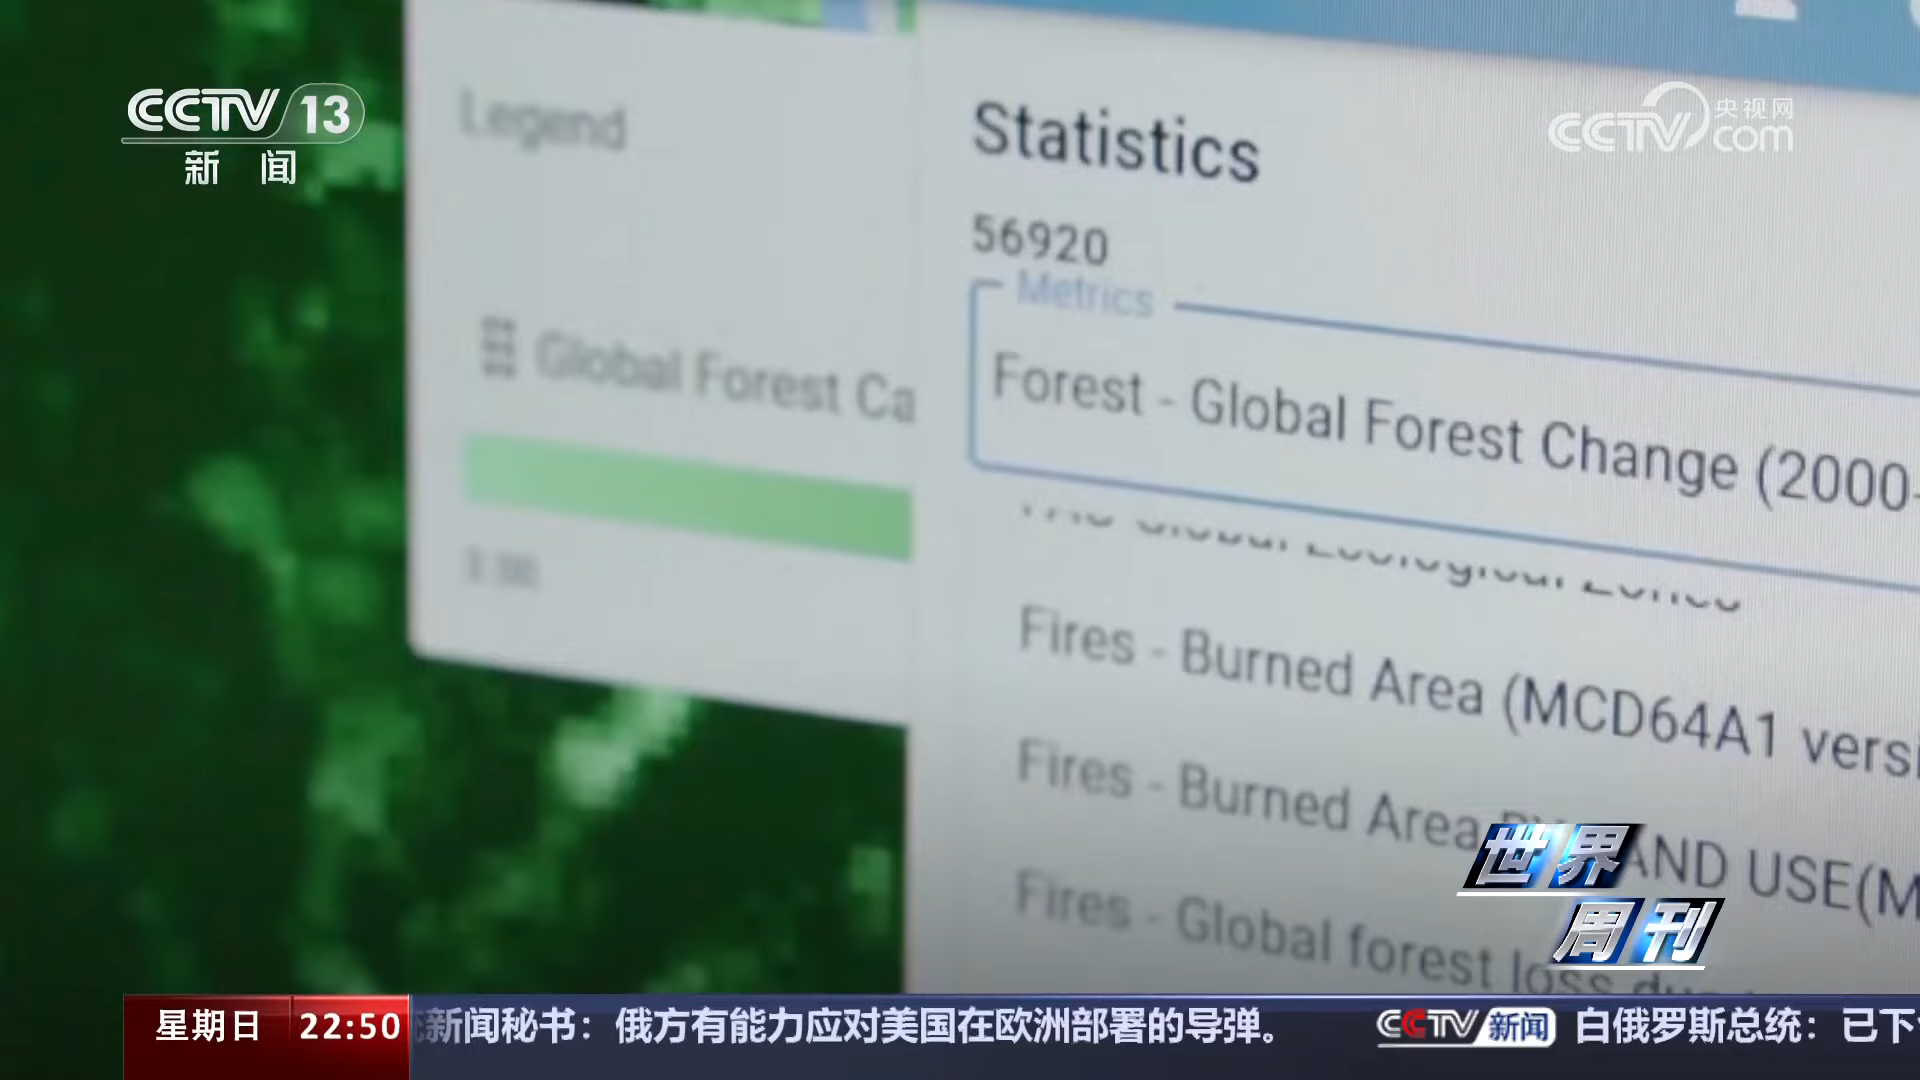 CCTV 13
新闻
央视网
CCTV.com
Legend
Global Forest Ca
Statistics
56920
Metrics
Forest - Global Forest Change (2000-
Fires - Burned Area (MCD64A1 versi
Fires - Burned Area AND USE(M
Fires - Global forest loss
世界
周刊
星期日 22:50
新闻秘书：俄方有能力应对美国在欧洲部署的导弹。 CCTV 新闻 白俄罗斯总统：已下